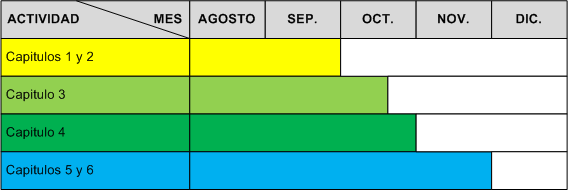 ACTIVIDAD MES AGOSTO SEP. OCT. NOV. DIC.
Capitulos 1 y 2
Capitulo 3
Capitulo 4
Capitulos 5 y 6